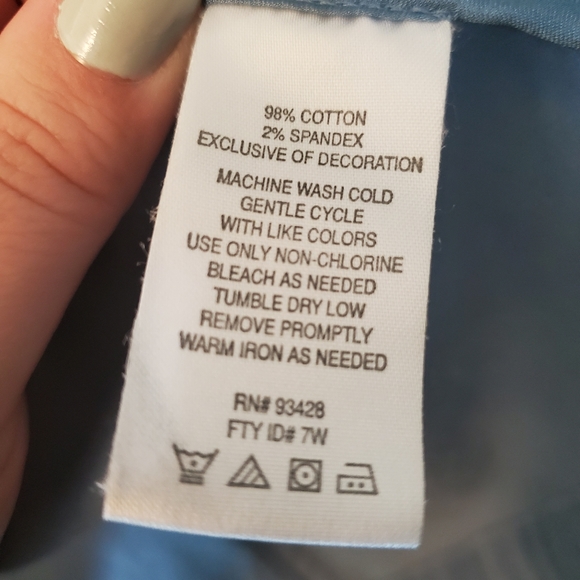 98% COTTON
2% SPANDEX
EXCLUSIVE OF DECORATION
MACHINE WASH COLD
GENTLE CYCLE
WITH LIKE COLORS
USE ONLY NON-CHLORINE
BLEACH AS NEEDED
TUMBLE DRY LOW
REMOVE PROMPTLY
WARM IRON AS NEEDED
RN# 93428
FTY ID# 7W